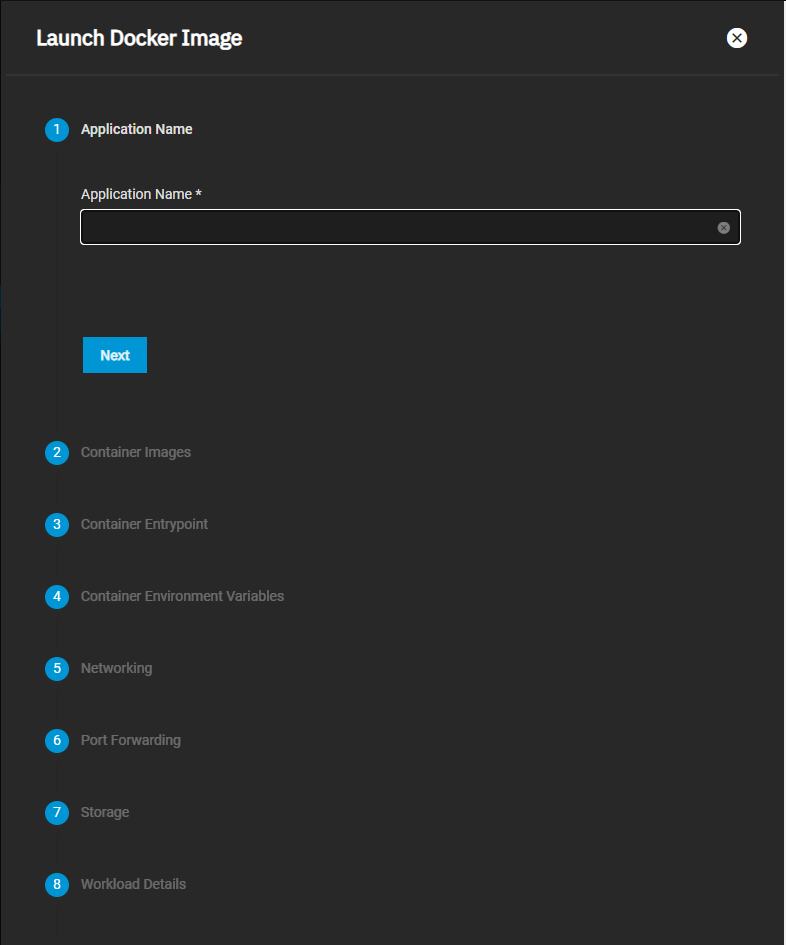 Launch Docker Image
1 Application Name
Application Name *
Next
2 Container Images
3 Container Entrypoint
4 Container Environment Variables
5 Networking
6 Port Forwarding
7 Storage
8 Workload Details